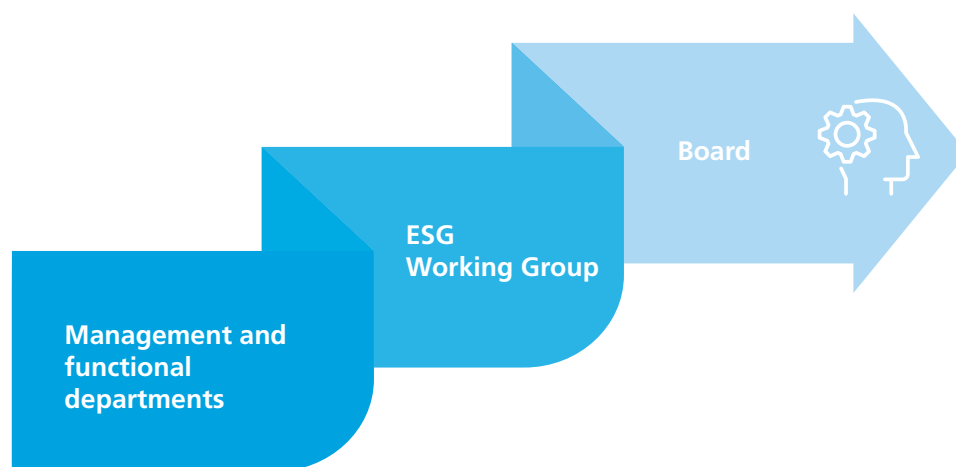 Board
ESG
Working Group
Management and
functional
departments